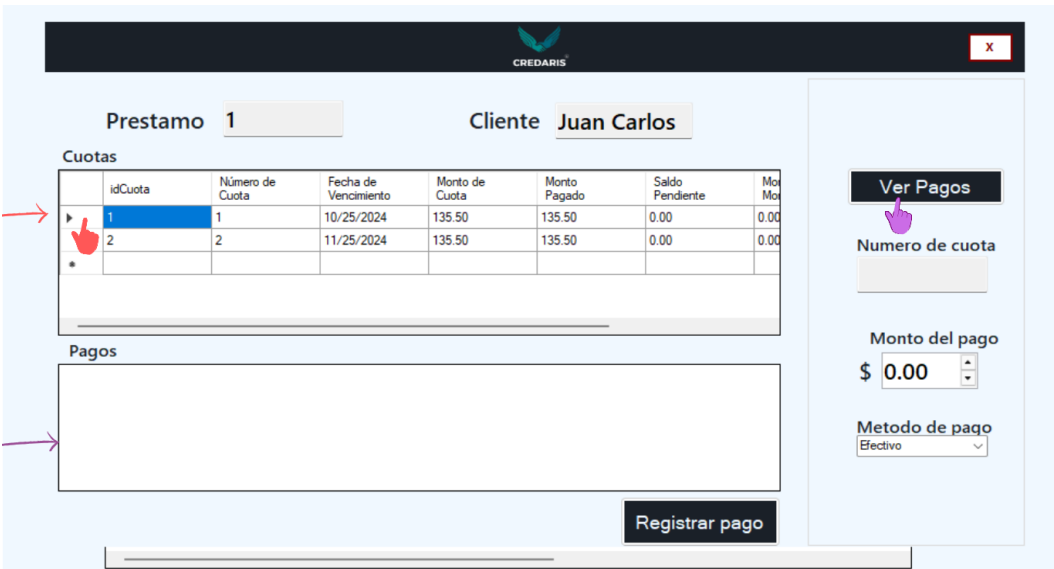 CREDARIS
X
Prestamo 1 Cliente Juan Carlos
Cuotas
idCuota Número de Cuota Fecha de Vencimiento Monto de Cuota Monto Pagado Saldo Pendiente
1 1 10/25/2024 135.50 135.50 0.00 0.00
2 2 11/25/2024 135.50 135.50 0.00 0.00
Ver Pagos
Numero de cuota
Monto del pago
$ 0.00
Metodo de pago
Efectivo
Pagos
Registrar pago